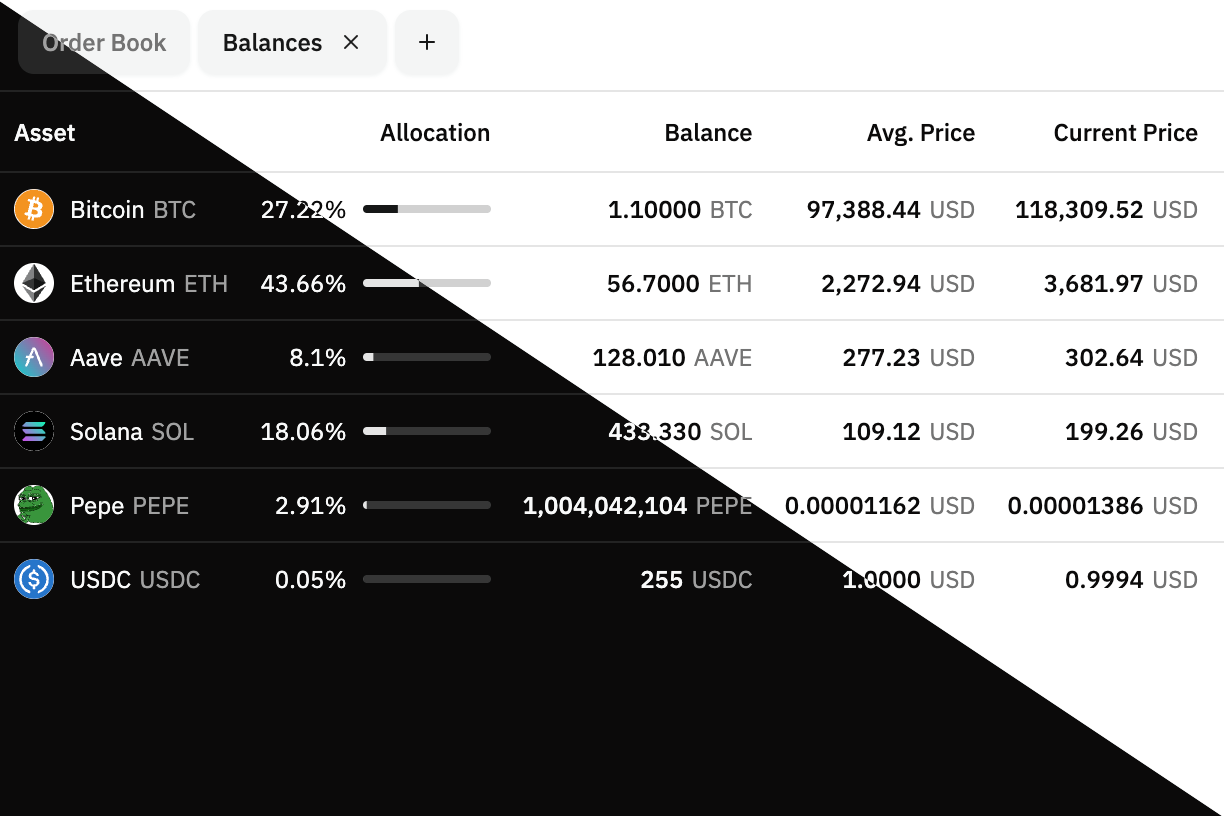 Order Book Balances × +
Asset Allocation Balance Avg. Price Current Price
Bitcoin BTC 27.22% 1.10000 BTC 97,388.44 USD 118,309.52 USD
Ethereum ETH 43.66% 56.7000 ETH 2,272.94 USD 3,681.97 USD
Aave AAVE 8.1% 128.010 AAVE 277.23 USD 302.64 USD
Solana SOL 18.06% 433.330 SOL 109.12 USD 199.26 USD
Pepe PEPE 2.91% 1,004,042,104 PEPE 0.00001162 USD 0.00001386 USD
USDC USDC 0.05% 255 USDC 1.0000 USD 0.9994 USD